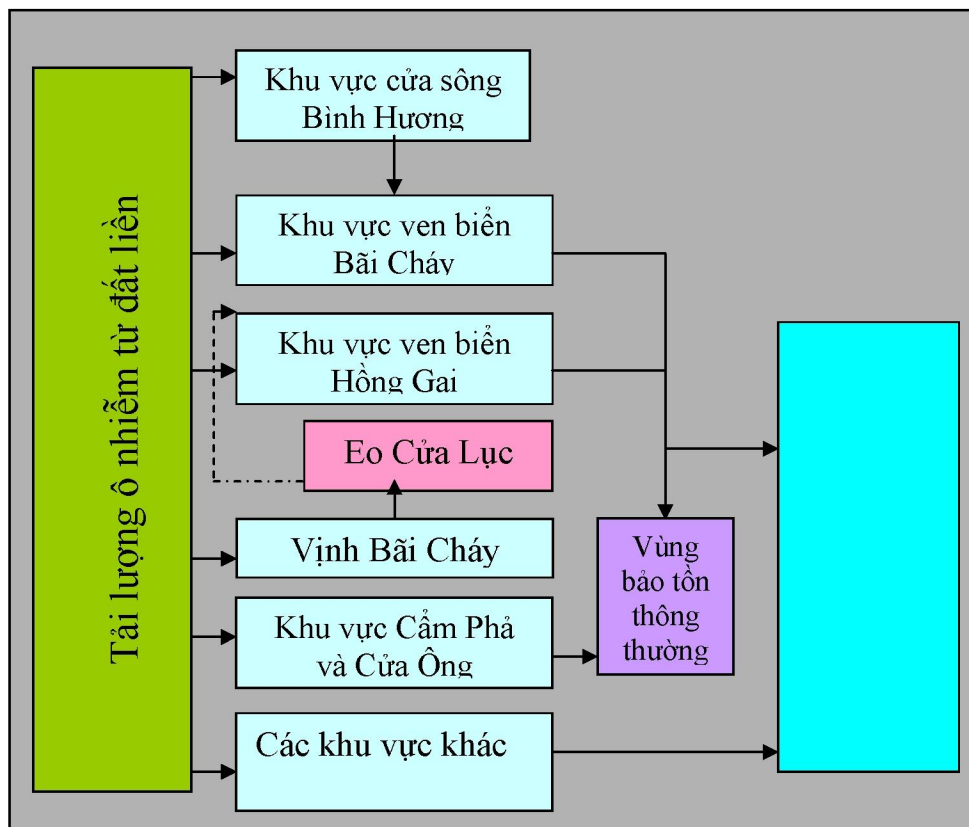 Tải lượng ô nhiễm từ đất liền
Khu vực cửa sông
Bình Hương
Khu vực ven biển
Bãi Cháy
Khu vực ven biển
Hồng Gai
Eo Cửa Lục
Vịnh Bãi Cháy
Khu vực Cẩm Phả
và Cửa Ông
Các khu vực khác
Vùng
bảo tồn
thông
thường